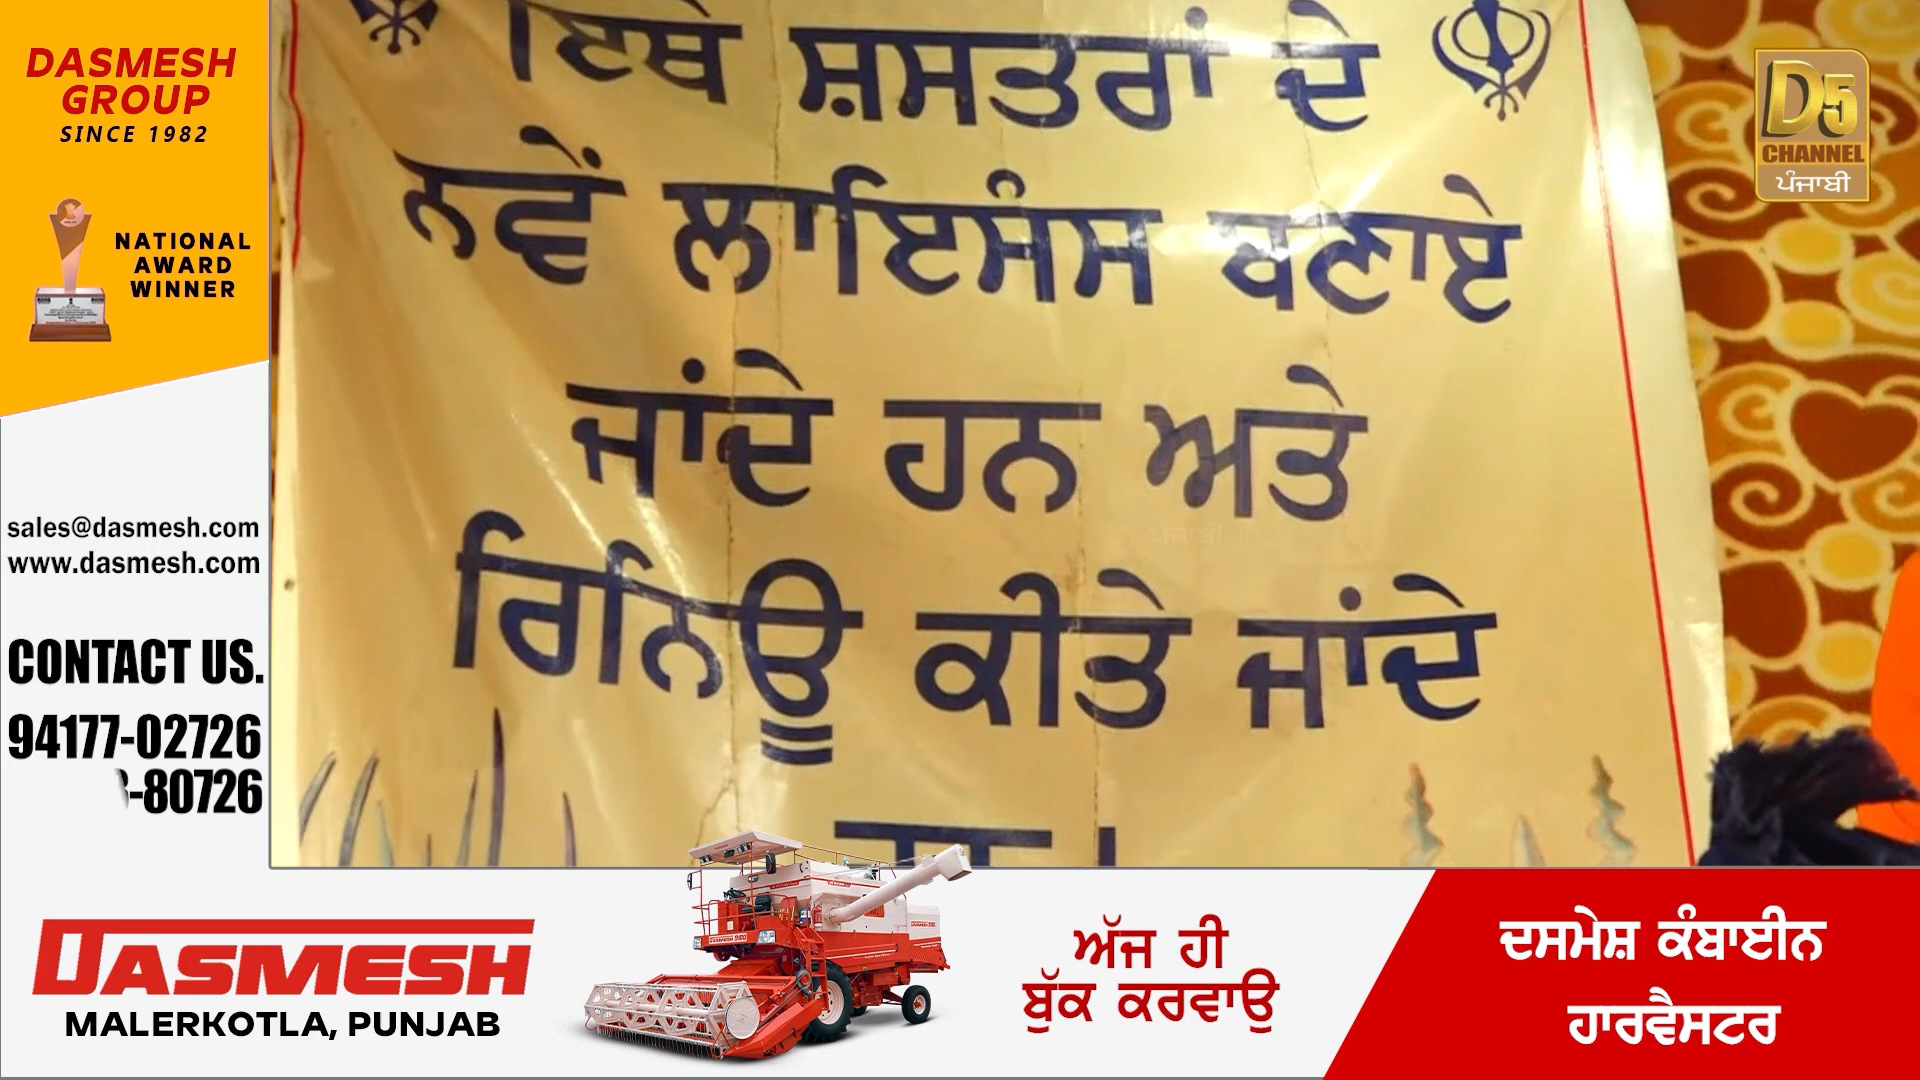 DASMESH
GROUP
SINCE 1982
NATIONAL
AWARD
WINNER
sales@dasmesh.com
www.dasmesh.com
CONTACT US.
94177-02726
-80726
ਇਥੇ ਸ਼ਸਤਰਾਂ ਦੇ
ਨਵੇਂ ਲਾਇਸੰਸ ਬਣਾਏ
ਜਾਂਦੇ ਹਨ ਅਤੇ
ਰਿਨਿਊ ਕੀਤੇ ਜਾਂਦੇ
D5
CHANNEL
ਪੰਜਾਬੀ
DASMESH
MALERKOTLA, PUNJAB
ਅੱਜ ਹੀ
ਬੁੱਕ ਕਰਵਾਉ
ਦਸਮੇਸ਼ ਕੰਬਾਈਨ
ਹਾਰਵੈਸਟਰ